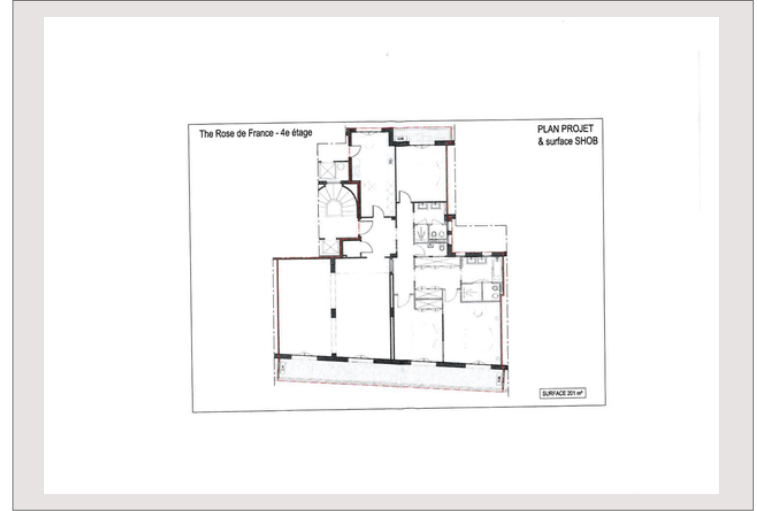 The Rose de France - 4e étage
PLAN PROJET
& surface SHOB
SURFACE 201 m²